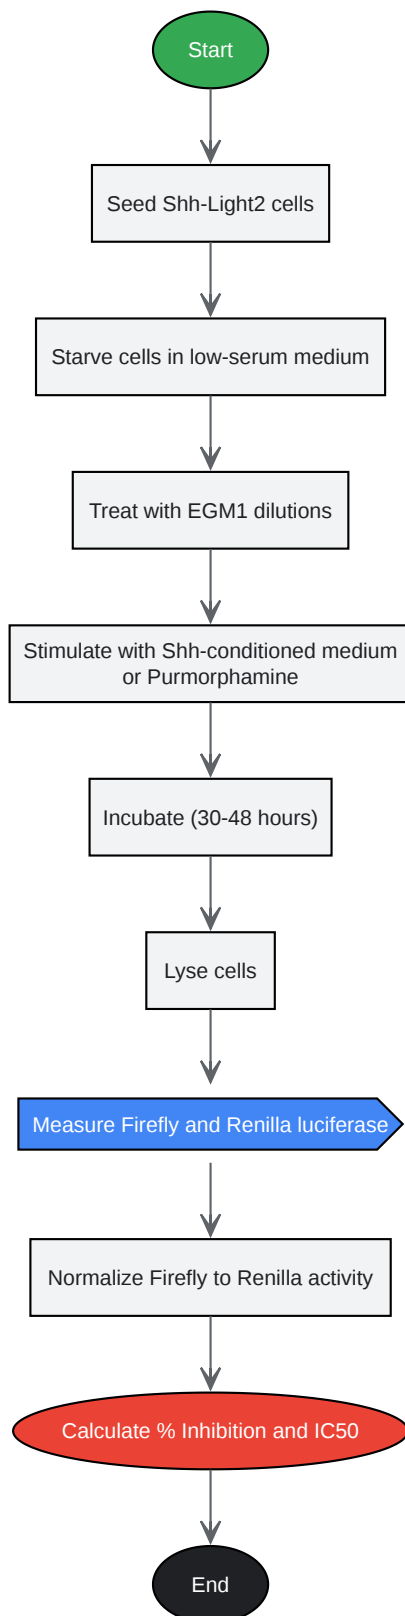 Start
Seed Shh-Light2 cells
Starve cells in low-serum medium
Treat with EGM1 dilutions
Stimulate with Shh-conditioned medium
or Purmorphamine
Incubate (30-48 hours)
Lyse cells
Measure Firefly and Renilla luciferase
Normalize Firefly to Renilla activity
Calculate % Inhibition and IC50
End